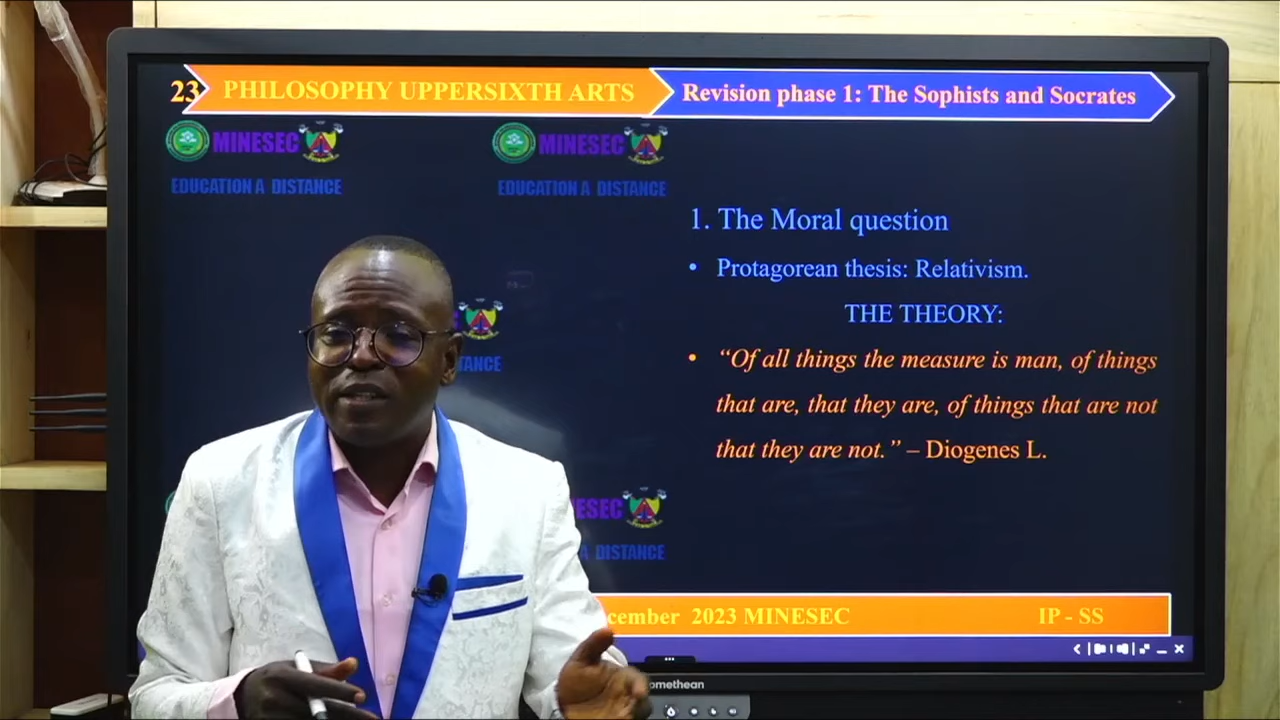 23
PHILOSOPHY UPPERSIXTH ARTS
Revision phase 1: The Sophists and Socrates
MINESEC
EDUCATION A DISTANCE
MINESEC
EDUCATION A DISTANCE
1. The Moral question
• Protagorean thesis: Relativism.
THE THEORY:
• “Of all things the measure is man, of things
that are, that they are, of things that are not
that they are not.” – Diogenes L.
TANCE
ESEC
A DISTANCE
cember 2023 MINESEC
IP - SS
omethean